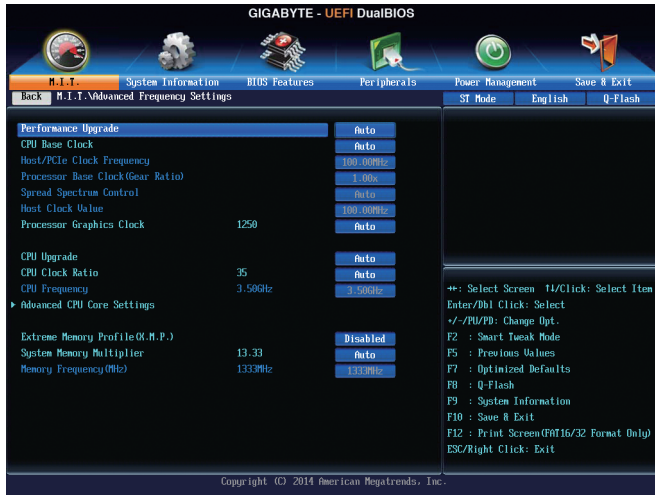 GIGABYTE - UEFI DualBIOS
M.I.T. System Information BIOS Features Peripherals Power Management Save & Exit
Back M.I.T.\Advanced Frequency Settings ST Mode English Q-Flash
Performance Upgrade Auto
CPU Base Clock Auto
Host/PCIe Clock Frequency 100.00MHz
Processor Base Clock(Gear Ratio) 1.00x
Spread Spectrum Control Auto
Host Clock Value 100.00MHz
Processor Graphics Clock 1250 Auto
CPU Upgrade Auto
CPU Clock Ratio 35 Auto
CPU Frequency 3.50GHz 3.50GHz
Advanced CPU Core Settings
Extreme Memory Profile(X.M.P.) Disabled
System Memory Multiplier 13.33 Auto
Memory Frequency(MHz) 1333MHz 1333MHz
→←: Select Screen ↑↓/Click: Select Item
Enter/Dbl Click: Select
+/-/PU/PD: Change Opt.
F2 : Smart Tweak Mode
F5 : Previous Values
F7 : Optimized Defaults
F8 : Q-Flash
F9 : System Information
F10 : Save & Exit
F12 : Print Screen(FAT16/32 Format Only)
ESC/Right Click: Exit
Copyright (C) 2014 American Megatrends, Inc.